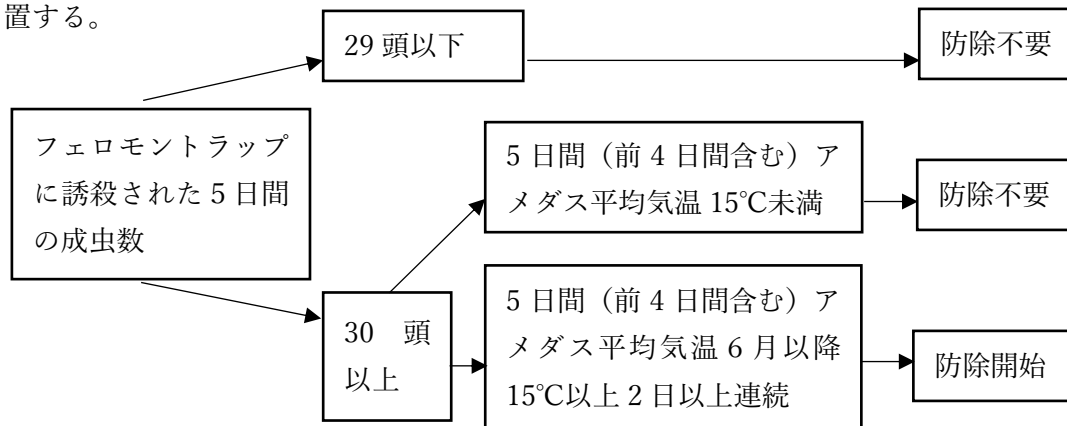 置する。
29 頭以下
防除不要
フェロモントラップ
に誘殺された 5 日間
の成虫数
5 日間（前 4 日間含む）ア
メダス平均気温 15℃未満
防除不要
30 頭
以上
5 日間（前 4 日間含む）ア
メダス平均気温 6 月以降
15℃以上 2 日以上連続
防除開始